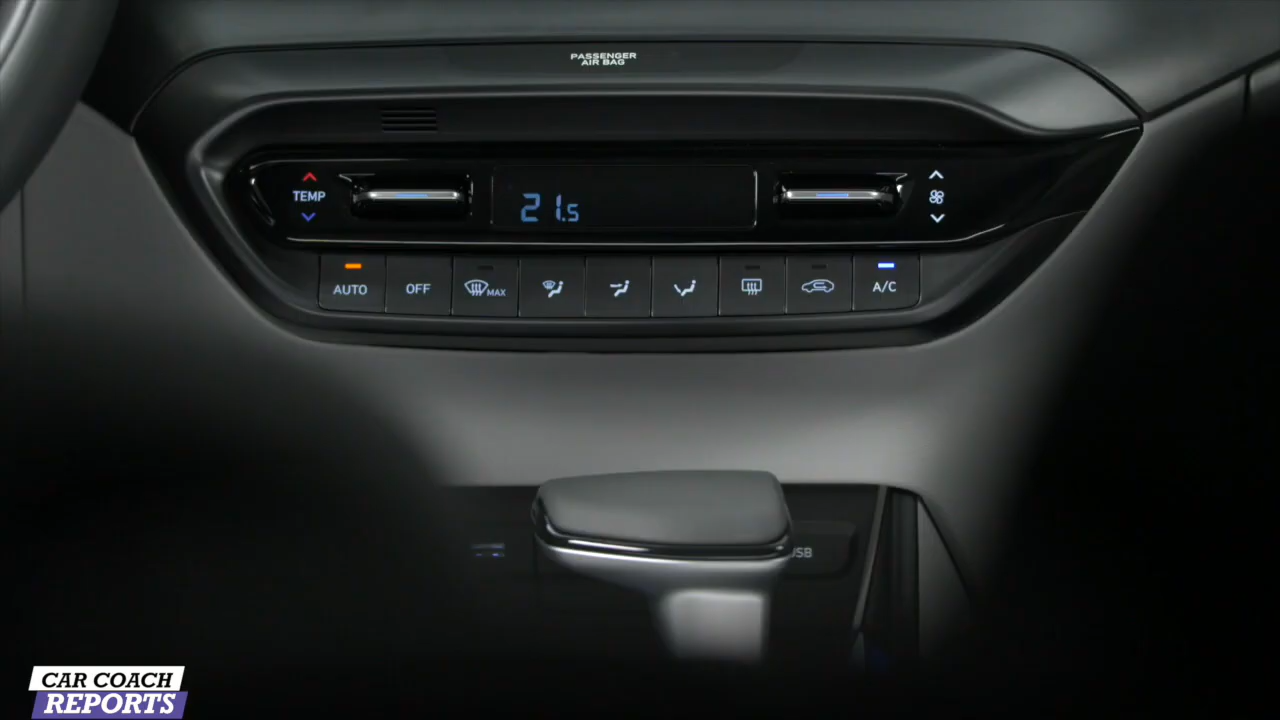 PASSENGER
AIR BAG
TEMP
21.5
AUTO
OFF
MAX
A/C
USB
CAR COACH
REPORTS